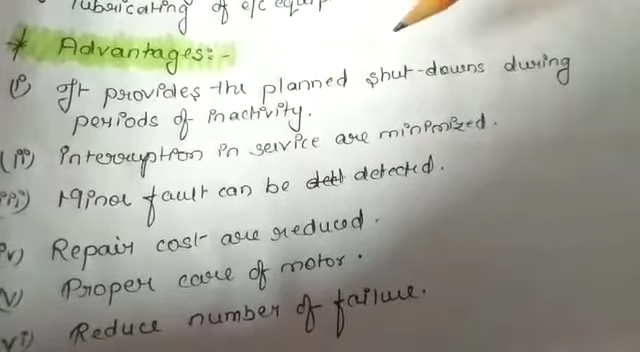 lubricating of e/c equip
* Advantages:-
(i) It provides the planned shut-downs during
periods of inactivity.
(ii) interruption in service are minimized.
iii) Minor fault can be detected.
iv) Repair cost are reduced.
v) Proper care of motor.
vi) Reduce number of failure.